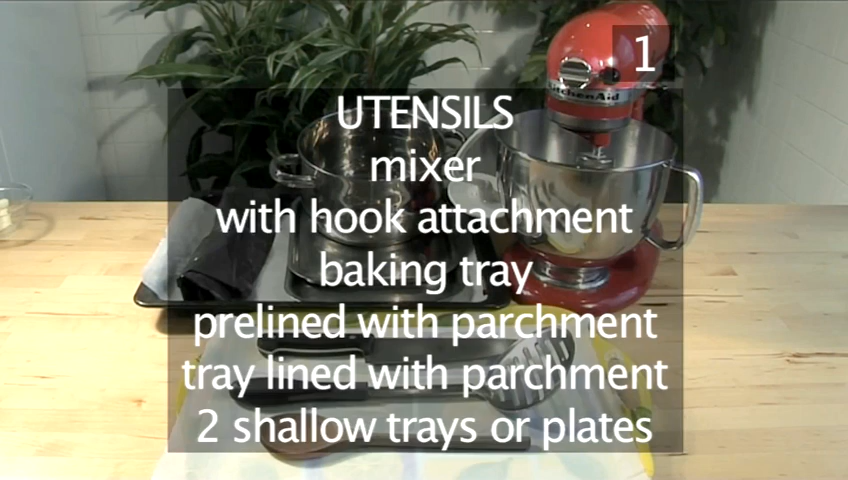 1
UTENSILS
mixer
with hook attachment
baking tray
prelined with parchment
tray lined with parchment
2 shallow trays or plates
KitchenAid